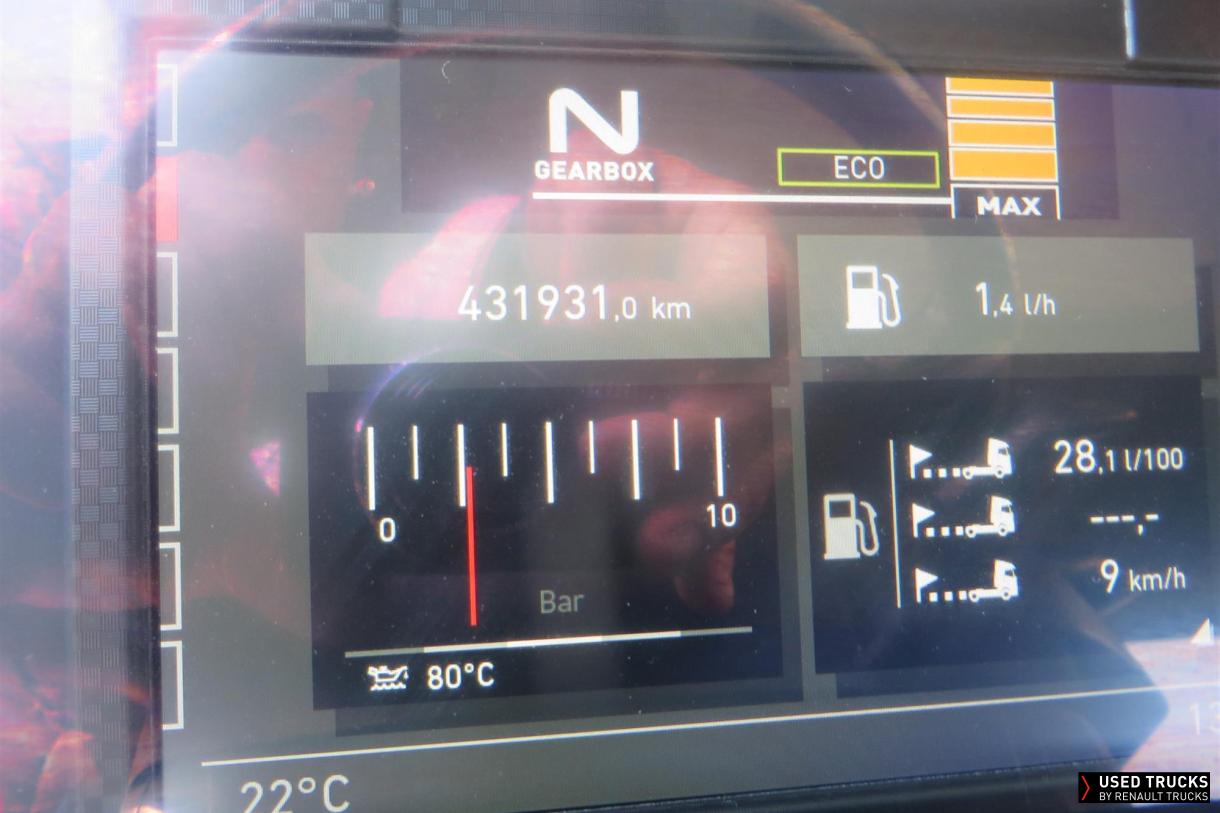 N
GEARBOX
ECO
MAX
431931,0 km
1,4 l/h
0
10
Bar
80°C
28,1 l/100
---,-
9 km/h
22°C
13
USED TRUCKS
BY RENAULT TRUCKS